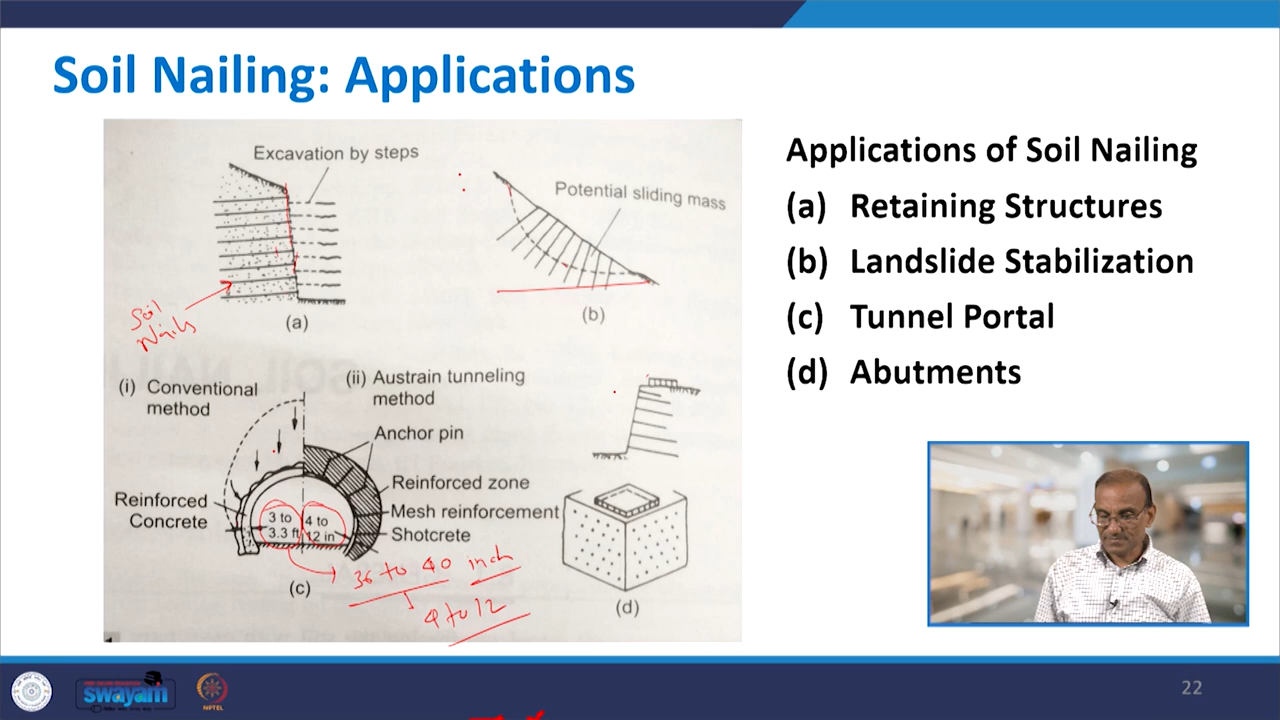 Soil Nailing: Applications
Excavation by steps
Potential sliding mass
Soil
Nails
(a)
(b)
(i) Conventional
method
(ii) Austrain tunneling
method
Anchor pin
Reinforced
Concrete
Reinforced zone
Mesh reinforcement
Shotcrete
3 to
3.3 ft
4 to
12 in
36 to 40 inch
4 to 12
(c)
(d)
Applications of Soil Nailing
(a) Retaining Structures
(b) Landslide Stabilization
(c) Tunnel Portal
(d) Abutments
swayam
NPTEL
22